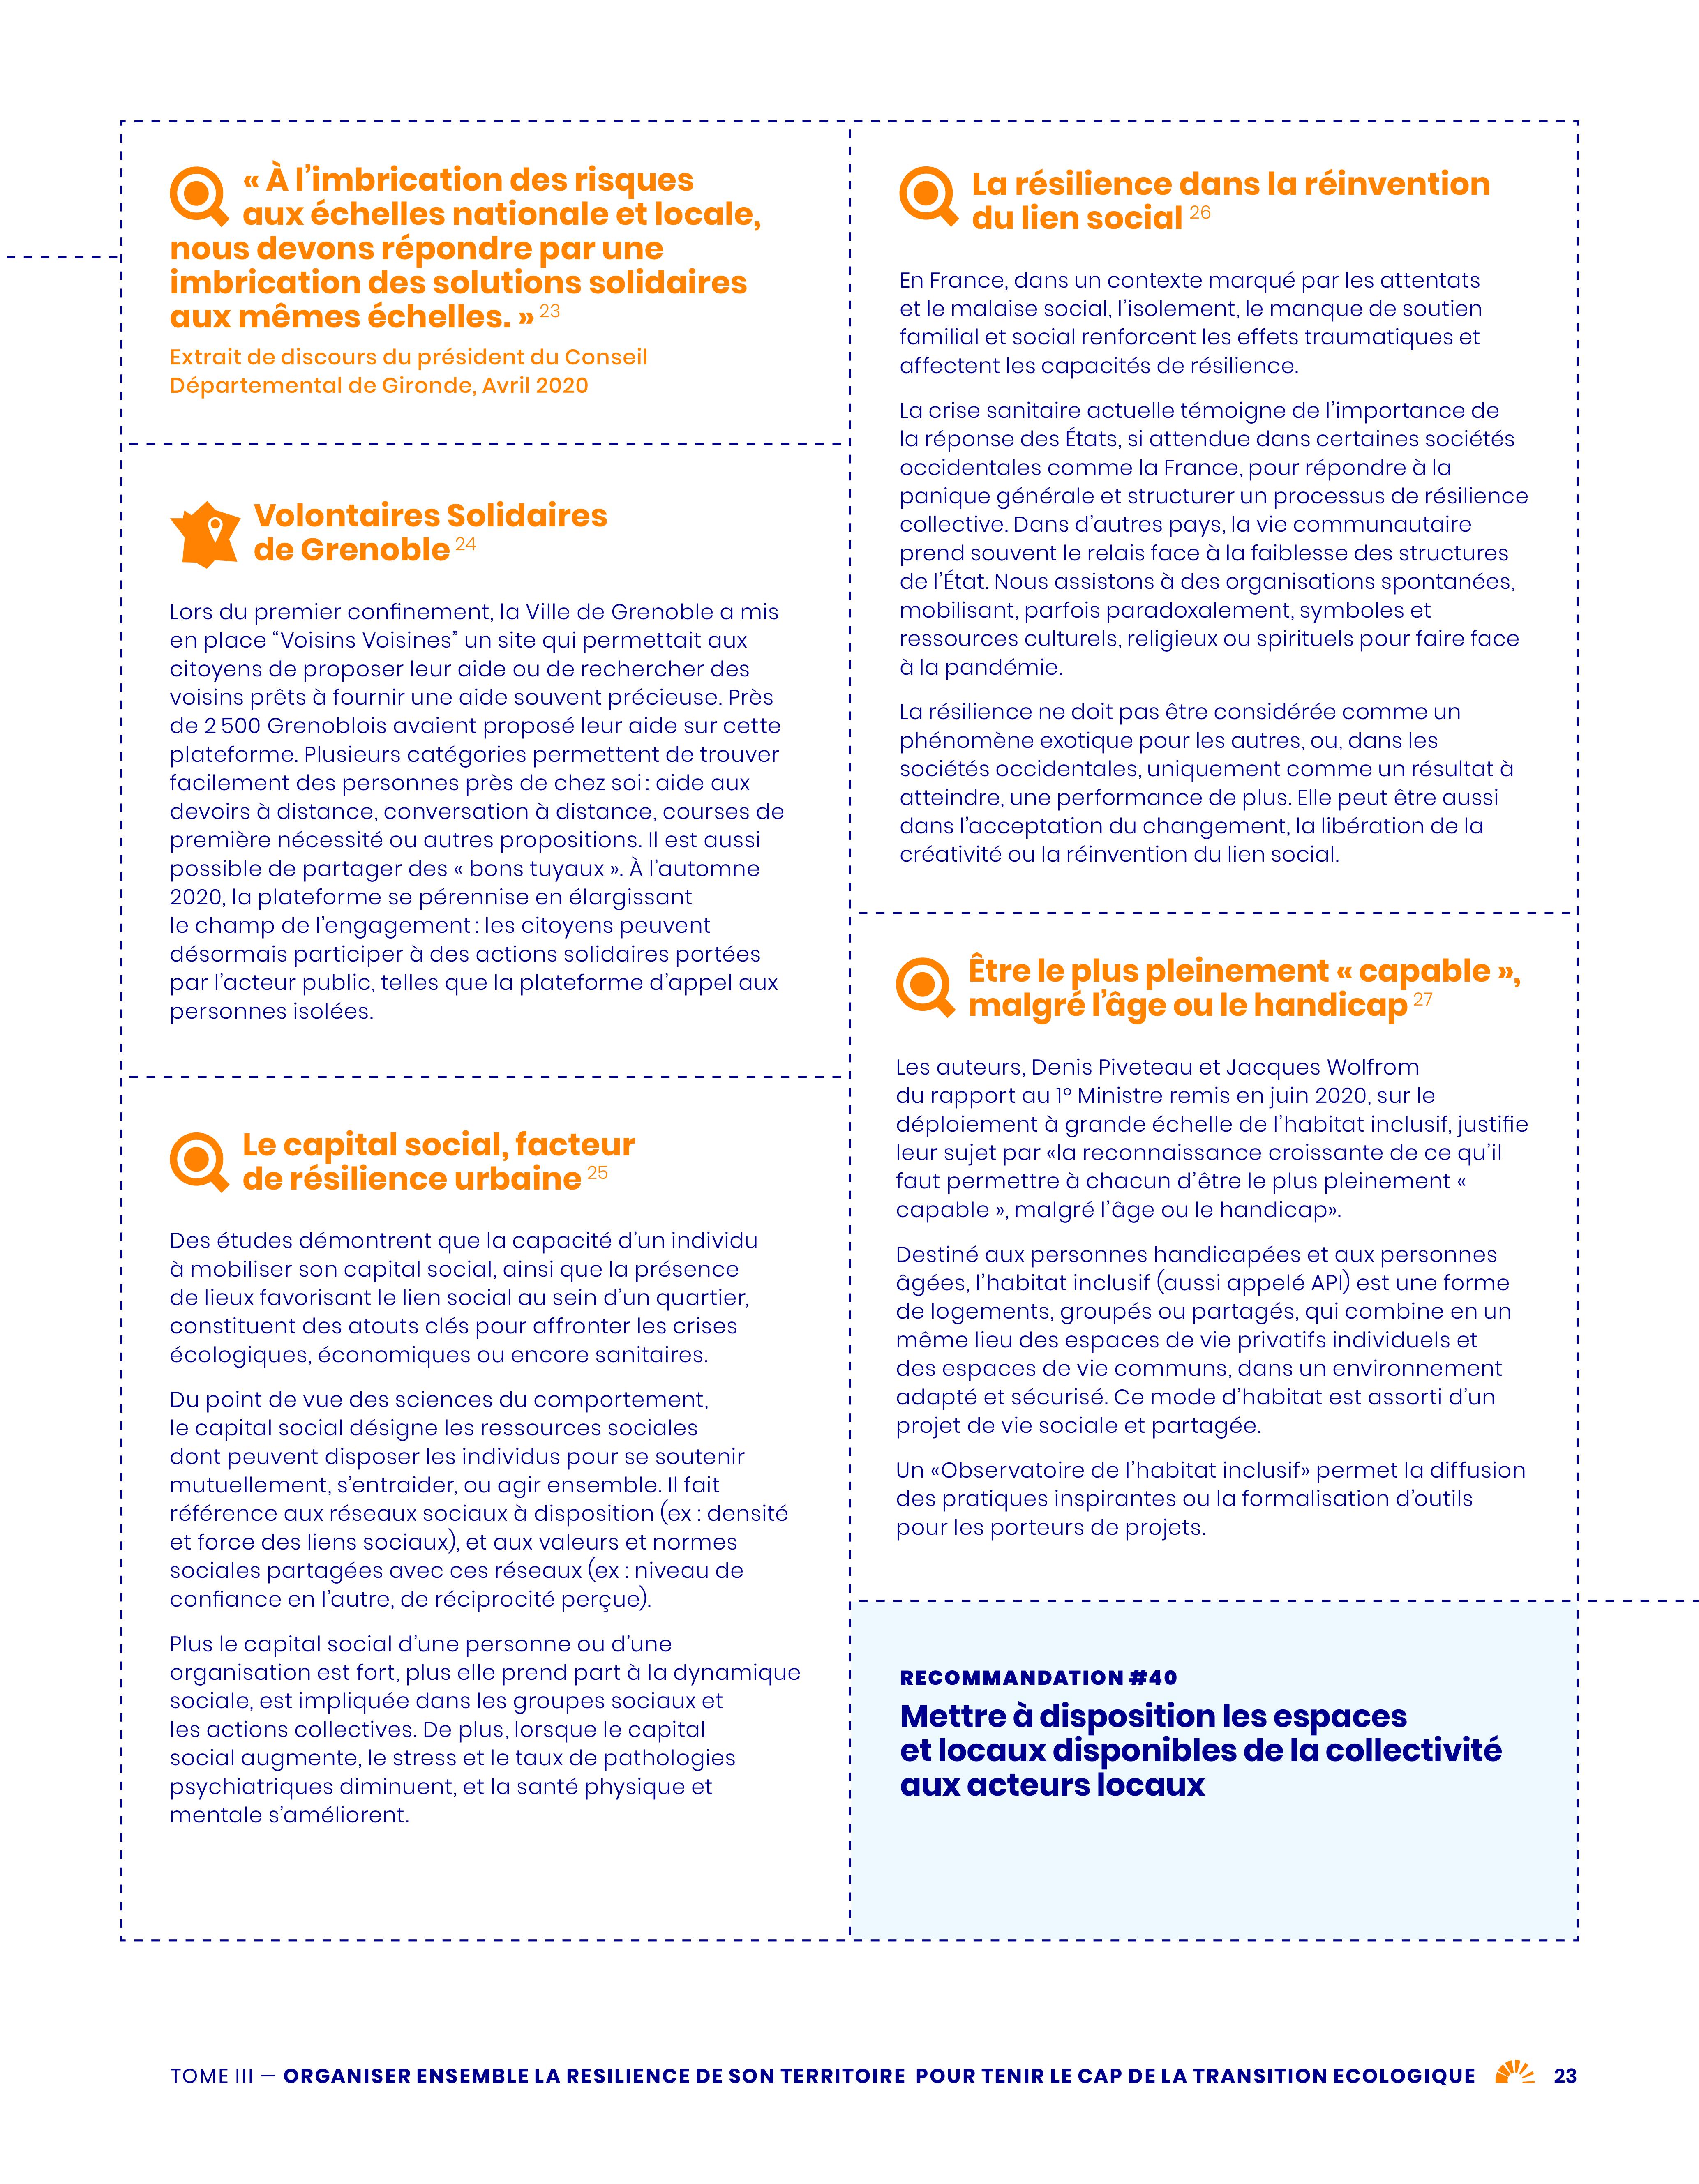 « À l’imbrication des risques
aux échelles nationale et locale,
nous devons répondre par une
imbrication des solutions solidaires
aux mêmes échelles. » 23
Extrait de discours du président du Conseil
Départemental de Gironde, Avril 2020
Volontaires Solidaires
de Grenoble 24
Lors du premier confinement, la Ville de Grenoble a mis
en place “Voisins Voisines” un site qui permettait aux
citoyens de proposer leur aide ou de rechercher des
voisins prêts à fournir une aide souvent précieuse. Près
de 2 500 Grenoblois avaient proposé leur aide sur cette
plateforme. Plusieurs catégories permettent de trouver
facilement des personnes près de chez soi : aide aux
devoirs à distance, conversation à distance, courses de
première nécessité ou autres propositions. Il est aussi
possible de partager des « bons tuyaux ». À l’automne
2020, la plateforme se pérennise en élargissant
le champ de l’engagement : les citoyens peuvent
désormais participer à des actions solidaires portées
par l’acteur public, telles que la plateforme d’appel aux
personnes isolées.
Le capital social, facteur
de résilience urbaine 25
Des études démontrent que la capacité d’un individu
à mobiliser son capital social, ainsi que la présence
de lieux favorisant le lien social au sein d’un quartier,
constituent des atouts clés pour affronter les crises
écologiques, économiques ou encore sanitaires.
Du point de vue des sciences du comportement,
le capital social désigne les ressources sociales
dont peuvent disposer les individus pour se soutenir
mutuellement, s’entraider, ou agir ensemble. Il fait
référence aux réseaux sociaux à disposition (ex : densité
et force des liens sociaux), et aux valeurs et normes
sociales partagées avec ces réseaux (ex : niveau de
confiance en l’autre, de réciprocité perçue).
Plus le capital social d’une personne ou d’une
organisation est fort, plus elle prend part à la dynamique
sociale, est impliquée dans les groupes sociaux et
les actions collectives. De plus, lorsque le capital
social augmente, le stress et le taux de pathologies
psychiatriques diminuent, et la santé physique et
mentale s’améliorent.
La résilience dans la réinvention
du lien social 26
En France, dans un contexte marqué par les attentats
et le malaise social, l’isolement, le manque de soutien
familial et social renforcent les effets traumatiques et
affectent les capacités de résilience.
La crise sanitaire actuelle témoigne de l’importance de
la réponse des États, si attendue dans certaines sociétés
occidentales comme la France, pour répondre à la
panique générale et structurer un processus de résilience
collective. Dans d’autres pays, la vie communautaire
prend souvent le relais face à la faiblesse des structures
de l’État. Nous assistons à des organisations spontanées,
mobilisant, parfois paradoxalement, symboles et
ressources culturels, religieux ou spirituels pour faire face
à la pandémie.
La résilience ne doit pas être considérée comme un
phénomène exotique pour les autres, ou, dans les
sociétés occidentales, uniquement comme un résultat à
atteindre, une performance de plus. Elle peut être aussi
dans l’acceptation du changement, la libération de la
créativité ou la réinvention du lien social.
Être le plus pleinement « capable »,
malgré l’âge ou le handicap 27
Les auteurs, Denis Piveteau et Jacques Wolfrom
du rapport au 1º Ministre remis en juin 2020, sur le
déploiement à grande échelle de l’habitat inclusif, justifie
leur sujet par «la reconnaissance croissante de ce qu’il
faut permettre à chacun d’être le plus pleinement «
capable », malgré l’âge ou le handicap».
Destiné aux personnes handicapées et aux personnes
âgées, l’habitat inclusif (aussi appelé API) est une forme
de logements, groupés ou partagés, qui combine en un
même lieu des espaces de vie privatifs individuels et
des espaces de vie communs, dans un environnement
adapté et sécurisé. Ce mode d’habitat est assorti d’un
projet de vie sociale et partagée.
Un «Observatoire de l’habitat inclusif» permet la diffusion
des pratiques inspirantes ou la formalisation d’outils
pour les porteurs de projets.
RECOMMANDATION #40
Mettre à disposition les espaces
et locaux disponibles de la collectivité
aux acteurs locaux
TOME III — ORGANISER ENSEMBLE LA RESILIENCE DE SON TERRITOIRE POUR TENIR LE CAP DE LA TRANSITION ECOLOGIQUE 23